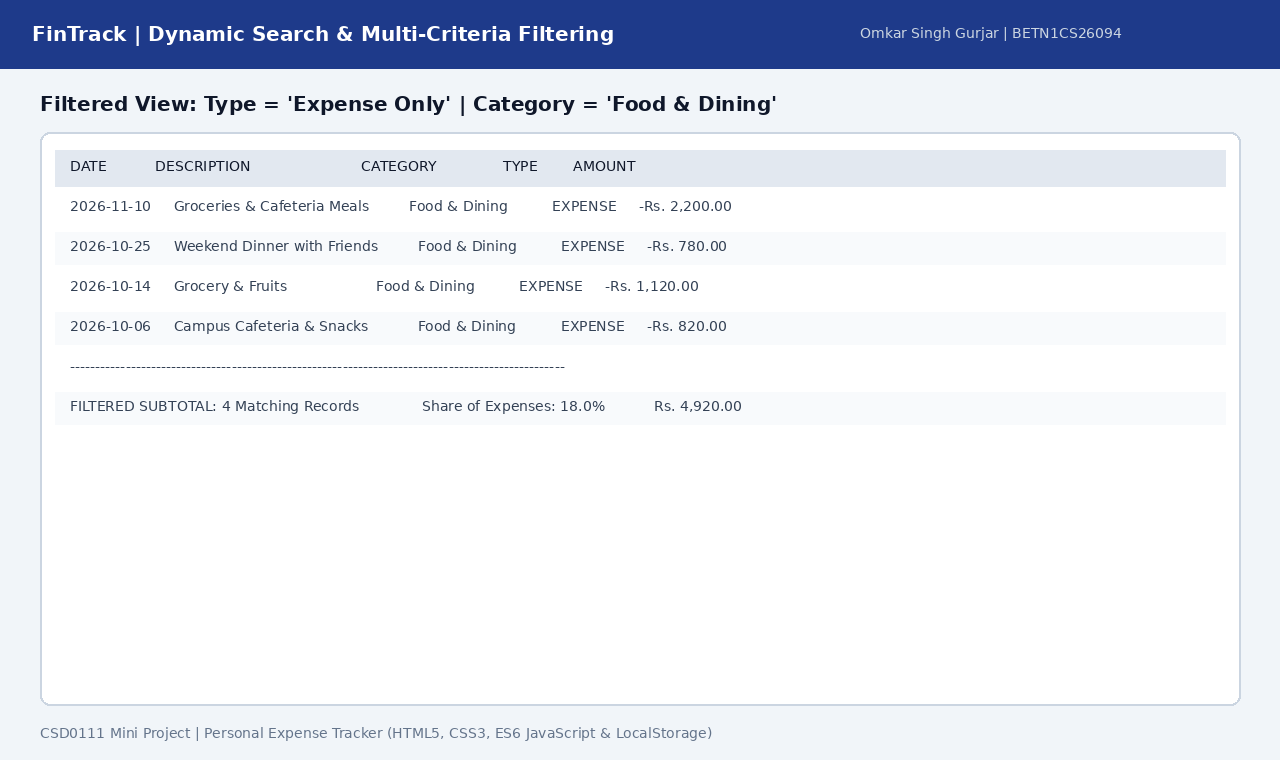 FinTrack | Dynamic Search & Multi-Criteria Filtering
Omkar Singh Gurjar | BETN1CS26094
Filtered View: Type = 'Expense Only' | Category = 'Food & Dining'
DATE DESCRIPTION CATEGORY TYPE AMOUNT
2026-11-10 Groceries & Cafeteria Meals Food & Dining EXPENSE -Rs. 2,200.00
2026-10-25 Weekend Dinner with Friends Food & Dining EXPENSE -Rs. 780.00
2026-10-14 Grocery & Fruits Food & Dining EXPENSE -Rs. 1,120.00
2026-10-06 Campus Cafeteria & Snacks Food & Dining EXPENSE -Rs. 820.00
---------------------------------------------------------------------------------------------------
FILTERED SUBTOTAL: 4 Matching Records Share of Expenses: 18.0% Rs. 4,920.00
CSD0111 Mini Project | Personal Expense Tracker (HTML5, CSS3, ES6 JavaScript & LocalStorage)